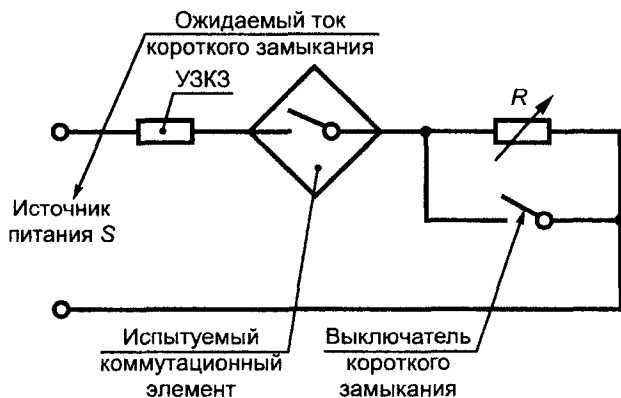 Ожидаемый ток
короткого замыкания
УЗКЗ
R
Источник
питания S
Испытуемый
коммутационный
элемент
Выключатель
короткого
замыкания